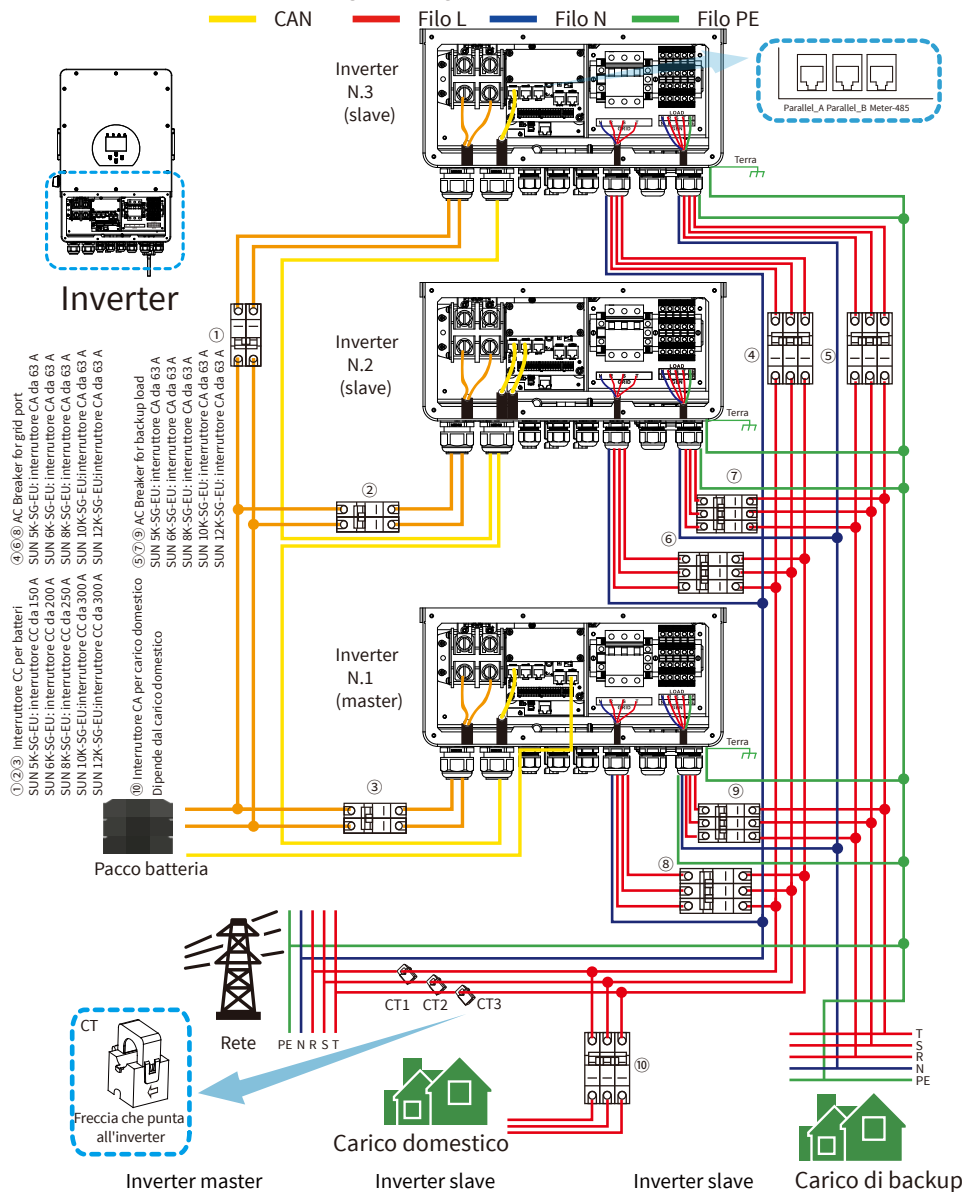 CAN Filo L Filo N Filo PE
Inverter
N.3
(slave)
Parallel_A Parallel_B Meter-485
LOAD
GRID
GEN
Terra
Inverter
①
④⑥⑧ AC Breaker for grid port
SUN 5K-SG-EU: interruttore CA da 63 A
SUN 6K-SG-EU: interruttore CA da 63 A
SUN 8K-SG-EU: interruttore CA da 63 A
SUN 10K-SG-EU:interruttore CA da 63 A
SUN 12K-SG-EU:interruttore CA da 63 A
⑤⑦⑨ AC Breaker for backup load
SUN 5K-SG-EU: interruttore CA da 63 A
SUN 6K-SG-EU: interruttore CA da 63 A
SUN 8K-SG-EU: interruttore CA da 63 A
SUN 10K-SG-EU: interruttore CA da 63 A
SUN 12K-SG-EU: interruttore CA da 63 A
①②③ Interruttore CC per batteri
SUN 5K-SG-EU: interruttore CC da 150 A
SUN 6K-SG-EU: interruttore CC da 200 A
SUN 8K-SG-EU: interruttore CC da 250 A
SUN 10K-SG-EU:interruttore CC da 300 A
SUN 12K-SG-EU:interruttore CC da 300 A
⑩ Interruttore CA per carico domestico
Dipende dal carico domestico
Inverter
N.2
(slave)
LOAD
GRID
GEN
Terra
④
⑤
②
⑦
⑥
Inverter
N.1
(master)
LOAD
GRID
GEN
Terra
③
⑨
⑧
Pacco batteria
CT1 CT2 CT3
Rete
PE N R S T
CT
Freccia che punta
all'inverter
⑩
Carico domestico
T
S
R
N
PE
Carico di backup
Inverter master Inverter slave Inverter slave